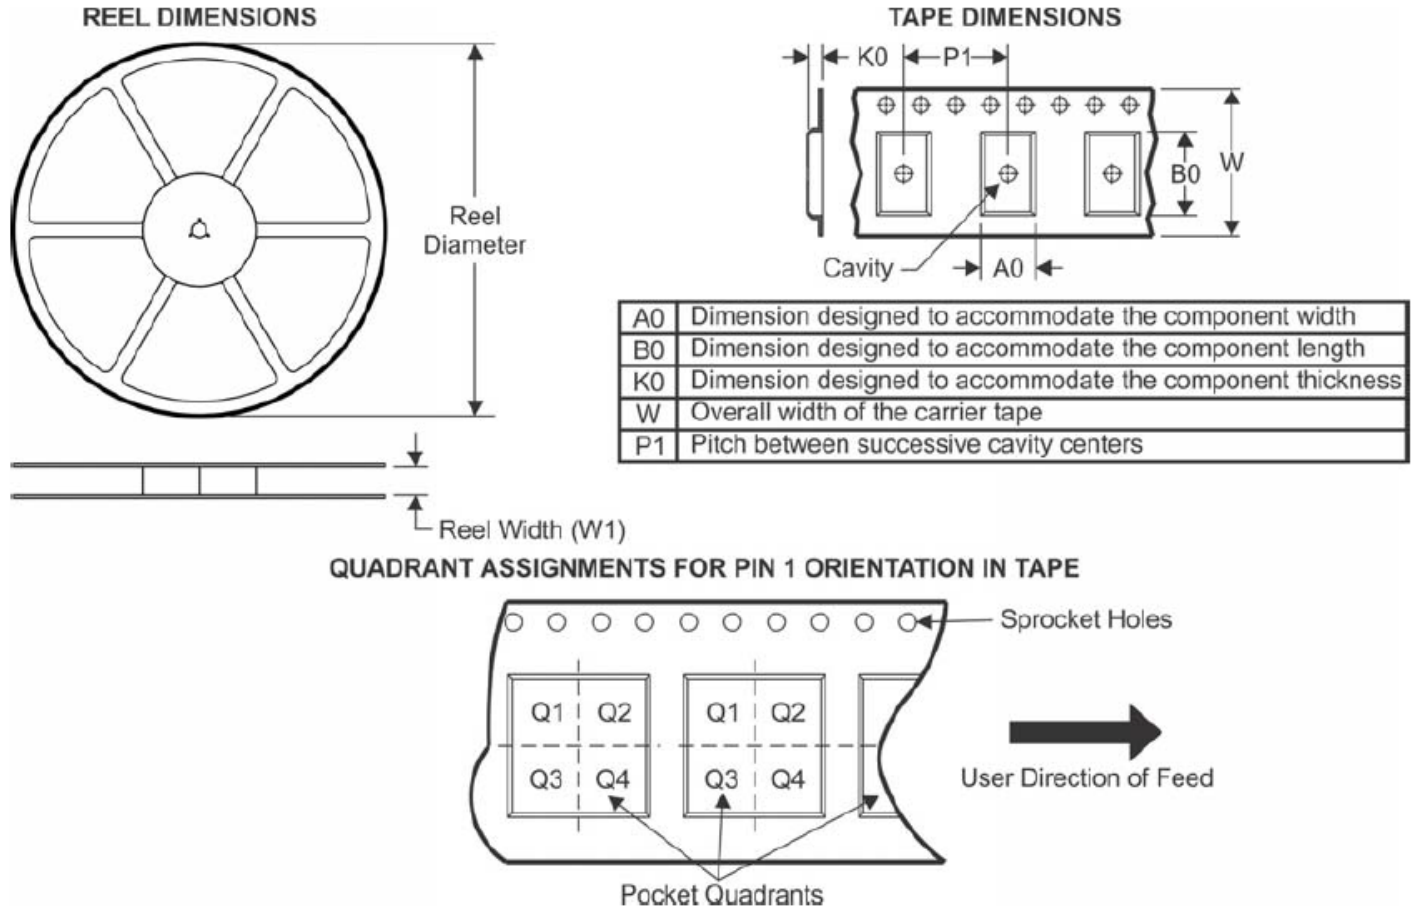 REEL DIMENSIONS
Reel
Diameter
Reel Width (W1)
TAPE DIMENSIONS
K0
P1
B0
W
Cavity
A0
A0 Dimension designed to accommodate the component width
B0 Dimension designed to accommodate the component length
K0 Dimension designed to accommodate the component thickness
W Overall width of the carrier tape
P1 Pitch between successive cavity centers
QUADRANT ASSIGNMENTS FOR PIN 1 ORIENTATION IN TAPE
Sprocket Holes
Q1 Q2 Q1 Q2
Q3 Q4 Q3 Q4
User Direction of Feed
Pocket Quadrants